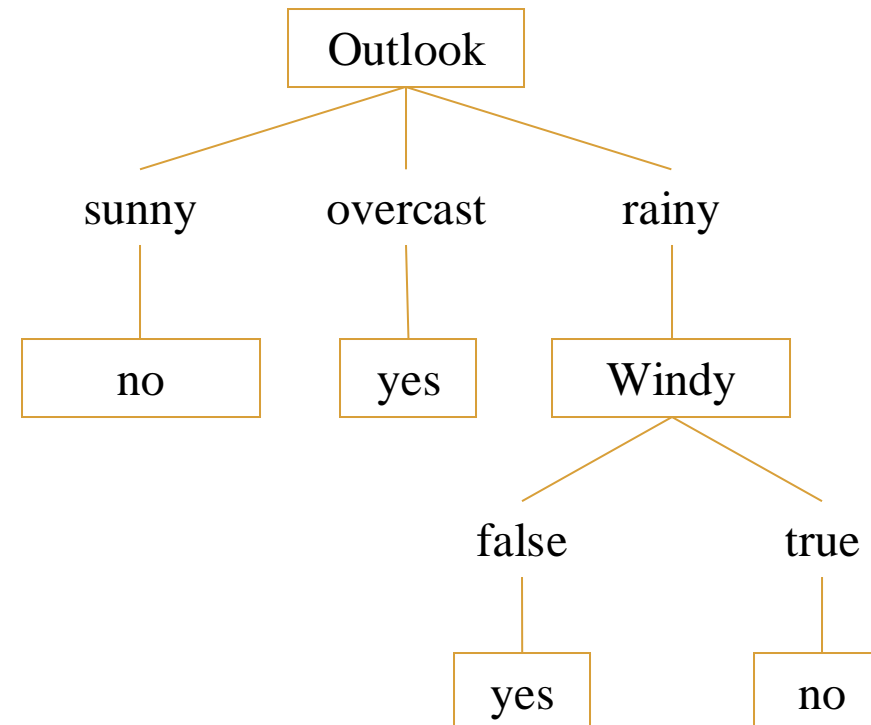 Outlook
sunny overcast rainy
no yes Windy
false true
yes no